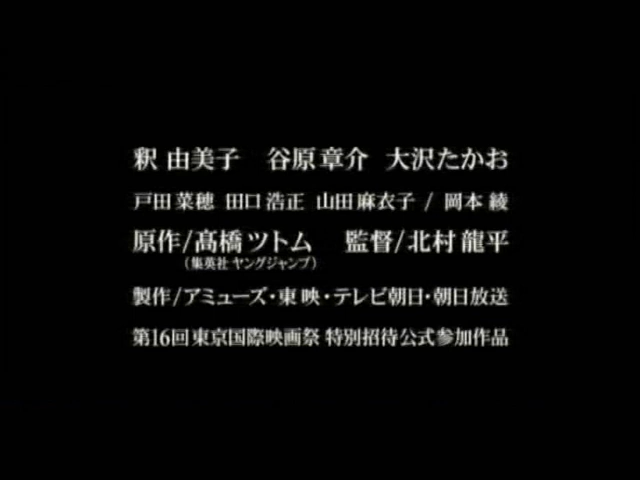 釈 由美子 谷原 章介 大沢たかお
戸田 菜穂 田口 浩正 山田 麻衣子 / 岡本 綾
原作/髙橋ツトム 監督/北村 龍平
(集英社 ヤングジャンプ)
製作/アミューズ・東映・テレビ朝日・朝日放送
第16回東京国際映画祭 特別招待公式参加作品